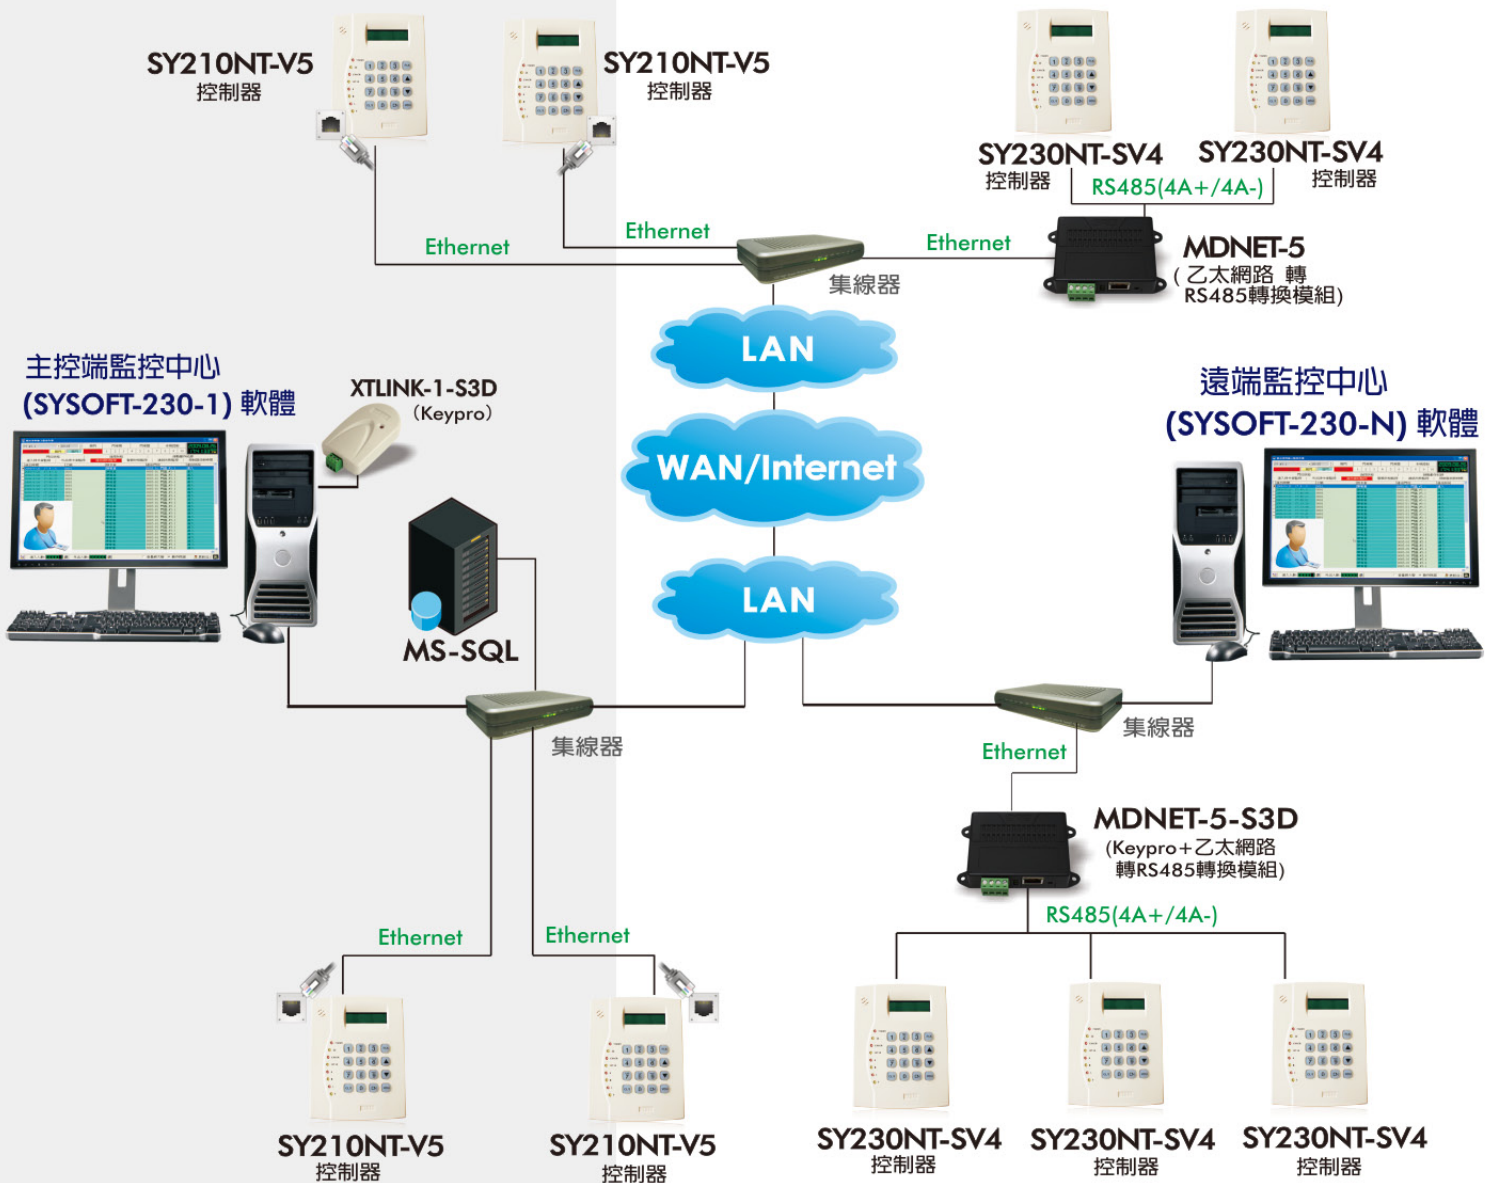 SY210NT-V5
控制器
SY210NT-V5
控制器
SY230NT-SV4
控制器
SY230NT-SV4
控制器
RS485(4A+/4A-)
Ethernet
Ethernet
Ethernet
集線器
MDNET-5
(乙太網路 轉
RS485轉換模組)
LAN
WAN/Internet
LAN
主控端監控中心
(SYSOFT-230-1) 軟體
XTLINK-1-S3D
(Keypro)
MS-SQL
遠端監控中心
(SYSOFT-230-N) 軟體
集線器
集線器
Ethernet
MDNET-5-S3D
(Keypro+乙太網路
轉RS485轉換模組)
RS485(4A+/4A-)
Ethernet
Ethernet
SY210NT-V5
控制器
SY210NT-V5
控制器
SY230NT-SV4
控制器
SY230NT-SV4
控制器
SY230NT-SV4
控制器